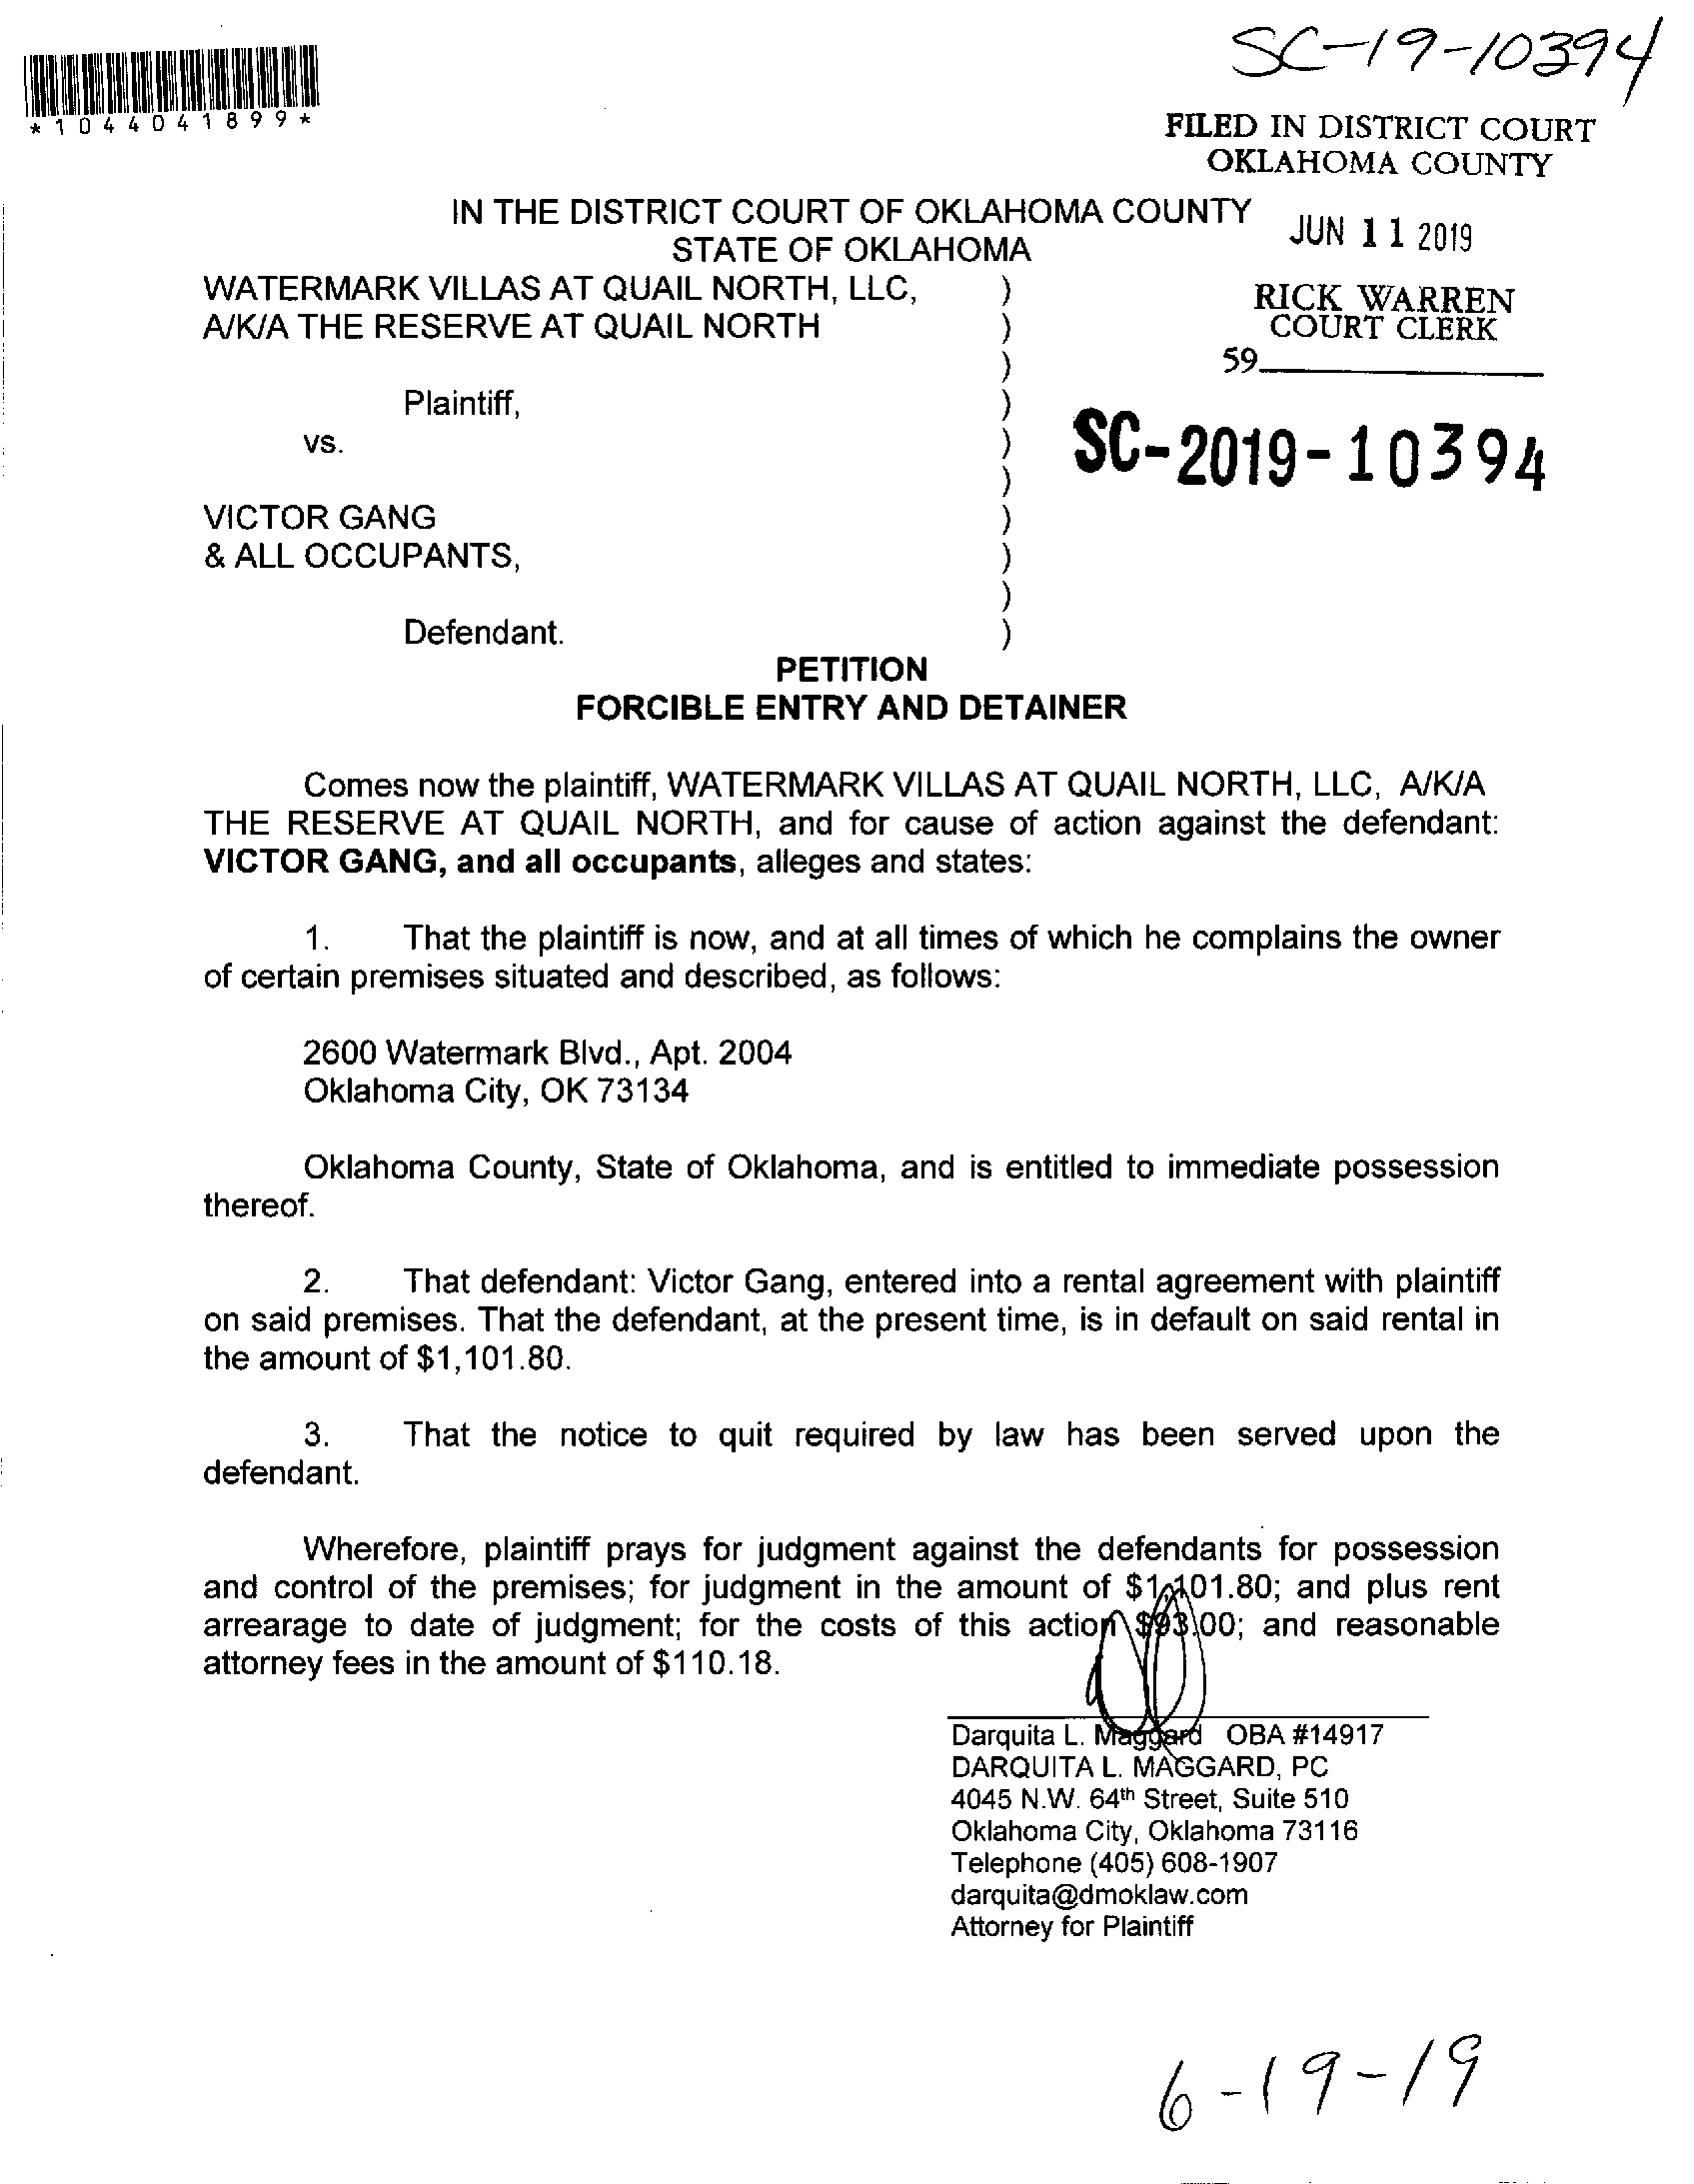 SC-19-10394
*1044041899*
FILED IN DISTRICT COURT
OKLAHOMA COUNTY
IN THE DISTRICT COURT OF OKLAHOMA COUNTY
STATE OF OKLAHOMA
JUN 11 2019
WATERMARK VILLAS AT QUAIL NORTH, LLC, )
A/K/A THE RESERVE AT QUAIL NORTH )
RICK WARREN
COURT CLERK
59
)
Plaintiff, )
vs. )
SC-2019-10394
)
VICTOR GANG )
& ALL OCCUPANTS, )
)
Defendant. )
PETITION
FORCIBLE ENTRY AND DETAINER
Comes now the plaintiff, WATERMARK VILLAS AT QUAIL NORTH, LLC, A/K/A
THE RESERVE AT QUAIL NORTH, and for cause of action against the defendant:
VICTOR GANG, and all occupants, alleges and states:
1. That the plaintiff is now, and at all times of which he complains the owner
of certain premises situated and described, as follows:
2600 Watermark Blvd., Apt. 2004
Oklahoma City, OK 73134
Oklahoma County, State of Oklahoma, and is entitled to immediate possession
thereof.
2. That defendant: Victor Gang, entered into a rental agreement with plaintiff
on said premises. That the defendant, at the present time, is in default on said rental in
the amount of $1,101.80.
3. That the notice to quit required by law has been served upon the
defendant.
Wherefore, plaintiff prays for judgment against the defendants for possession
and control of the premises; for judgment in the amount of $1,101.80; and plus rent
arrearage to date of judgment; for the costs of this action $93.00; and reasonable
attorney fees in the amount of $110.18.
Darquita L. Maggard OBA #14917
DARQUITA L. MAGGARD, PC
4045 N.W. 64th Street, Suite 510
Oklahoma City, Oklahoma 73116
Telephone (405) 608-1907
darquita@dmoklaw.com
Attorney for Plaintiff
6-19-19